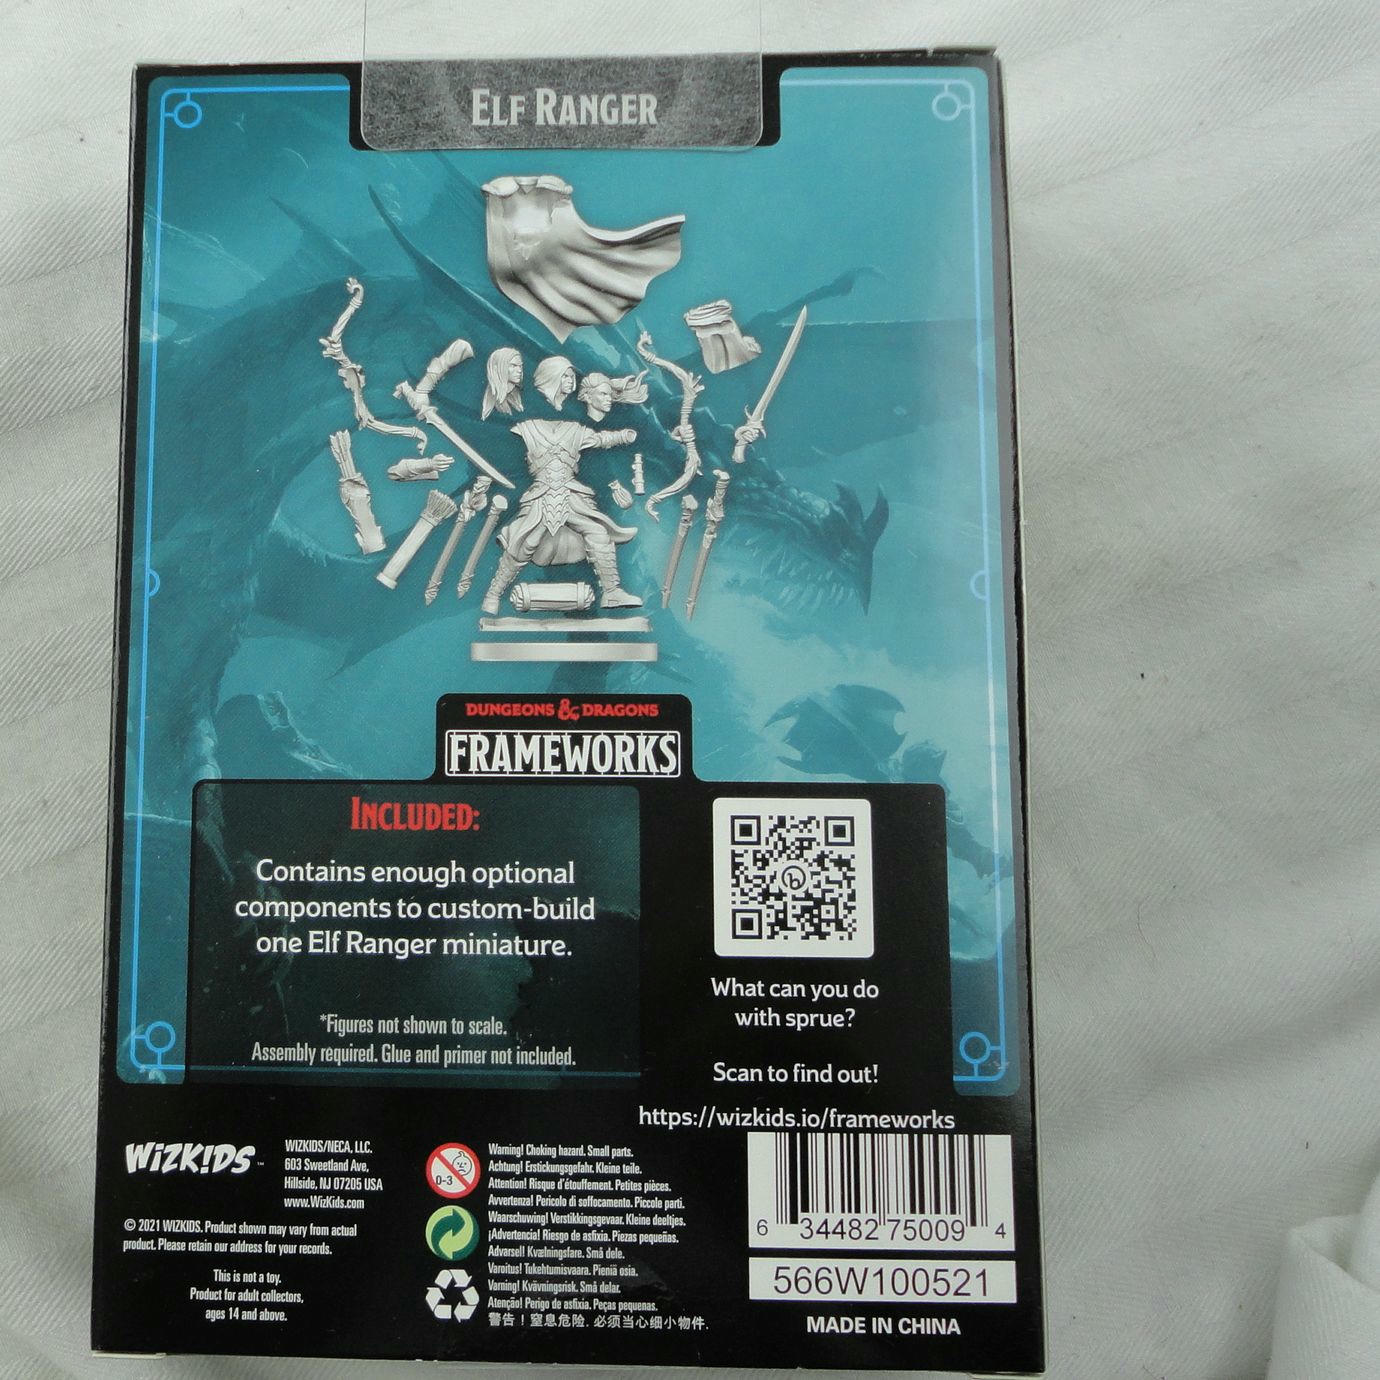 ELF RANGER
DUNGEONS & DRAGONS
FRAMEWORKS
INCLUDED:
Contains enough optional
components to custom-build
one Elf Ranger miniature.
*Figures not shown to scale.
Assembly required. Glue and primer not included.
What can you do
with sprue?
Scan to find out!
https://wizkids.io/frameworks
WIZKIDS™
WIZKIDS/NECA, LLC.
603 Sweetland Ave,
Hillside, NJ 07205 USA
www.WizKids.com
© 2021 WIZKIDS. Product shown may vary from actual
product. Please retain our address for your records.
This is not a toy.
Product for adult collectors,
ages 14 and above.
0-3
Warning! Choking hazard. Small parts.
Achtung! Erstickungsgefahr. Kleine teile.
Attention! Risque d'étouffement. Petites pièces.
Avvertenza! Pericolo di soffocamento. Piccole parti.
Waarschuwing! Verstikkingsgevaar. Kleine deeltjes.
¡Advertencia! Riesgo de asfixia. Piezas pequeñas.
Advarsel! Kvælningsfare. Små dele.
Varoitus! Tukehtumisvaara. Pieniä osia.
Varning! Kvävningsrisk. Små delar.
Atenção! Perigo de asfixia. Peças pequenas.
警告！窒息危险. 必须当心细小物件.
6 34482 75009 4
566W100521
MADE IN CHINA